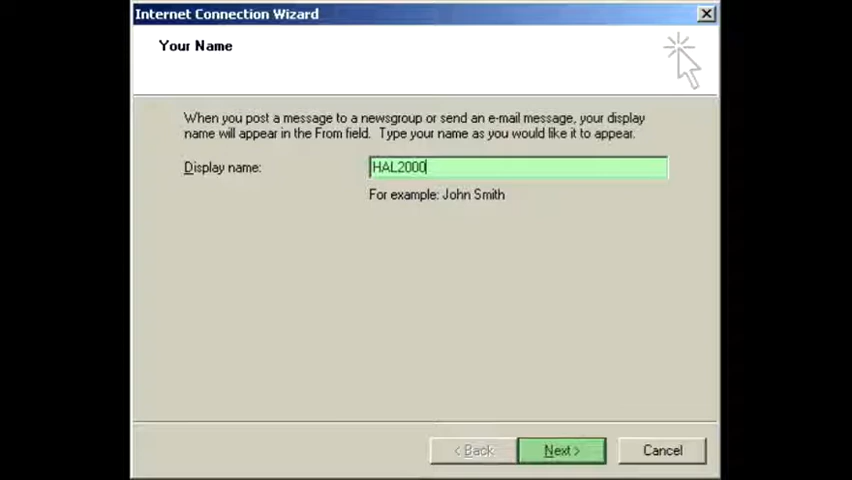 Internet Connection Wizard
Your Name
When you post a message to a newsgroup or send an e-mail message, your display
name will appear in the From field. Type your name as you would like it to appear.
Display name: HAL2000
For example: John Smith
< Back Next > Cancel